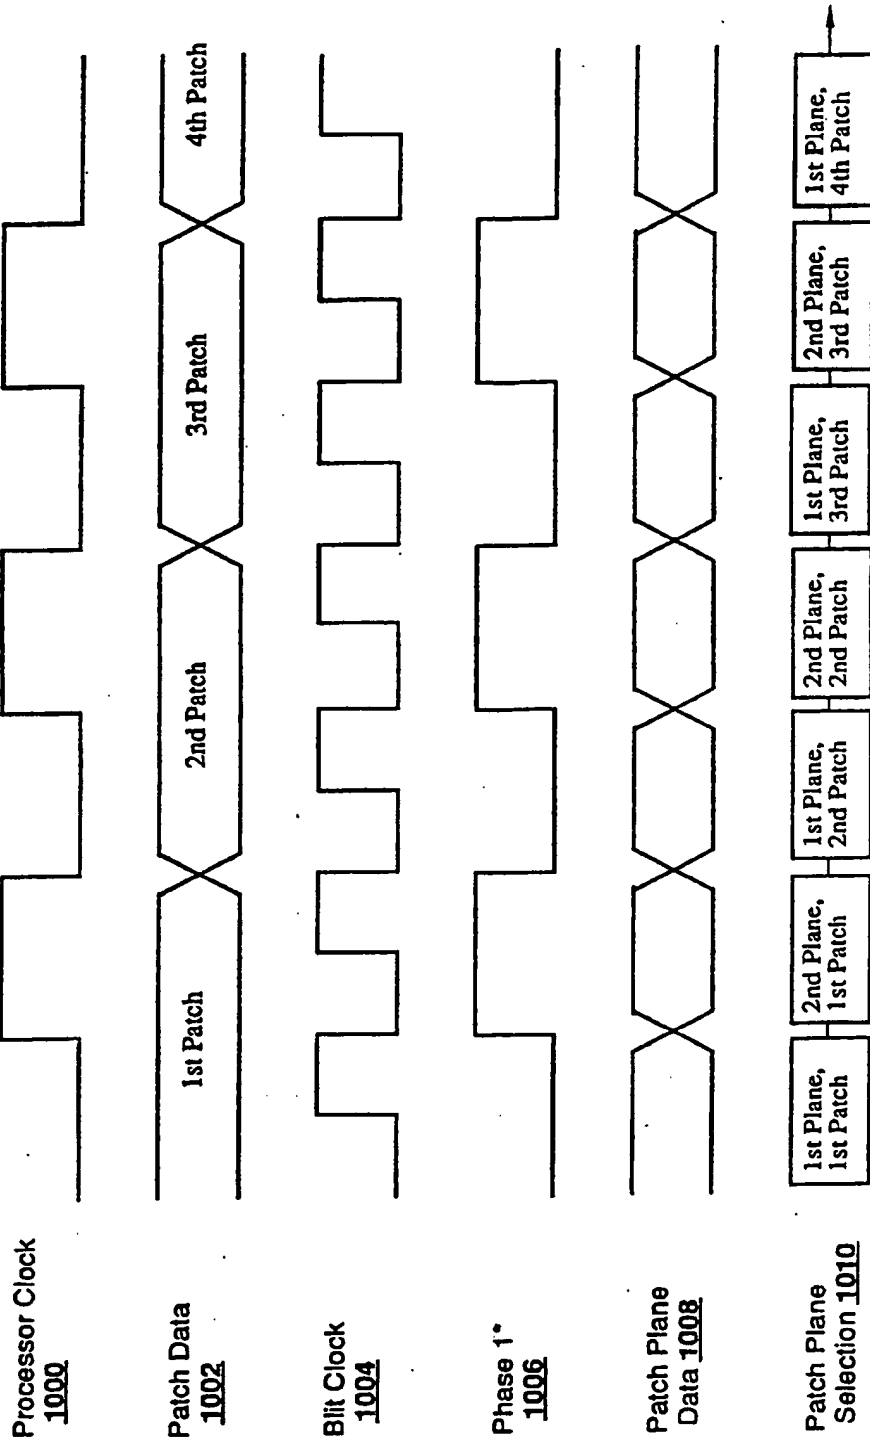 Processor Clock
1000
Patch Data
1002
1st Patch
2nd Patch
3rd Patch
4th Patch
Blit Clock
1004
Phase 1*
1006
Patch Plane
Data 1008
Patch Plane
Selection 1010
1st Plane,
1st Patch
2nd Plane,
1st Patch
1st Plane,
2nd Patch
2nd Plane,
2nd Patch
1st Plane,
3rd Patch
2nd Plane,
3rd Patch
1st Plane,
4th Patch